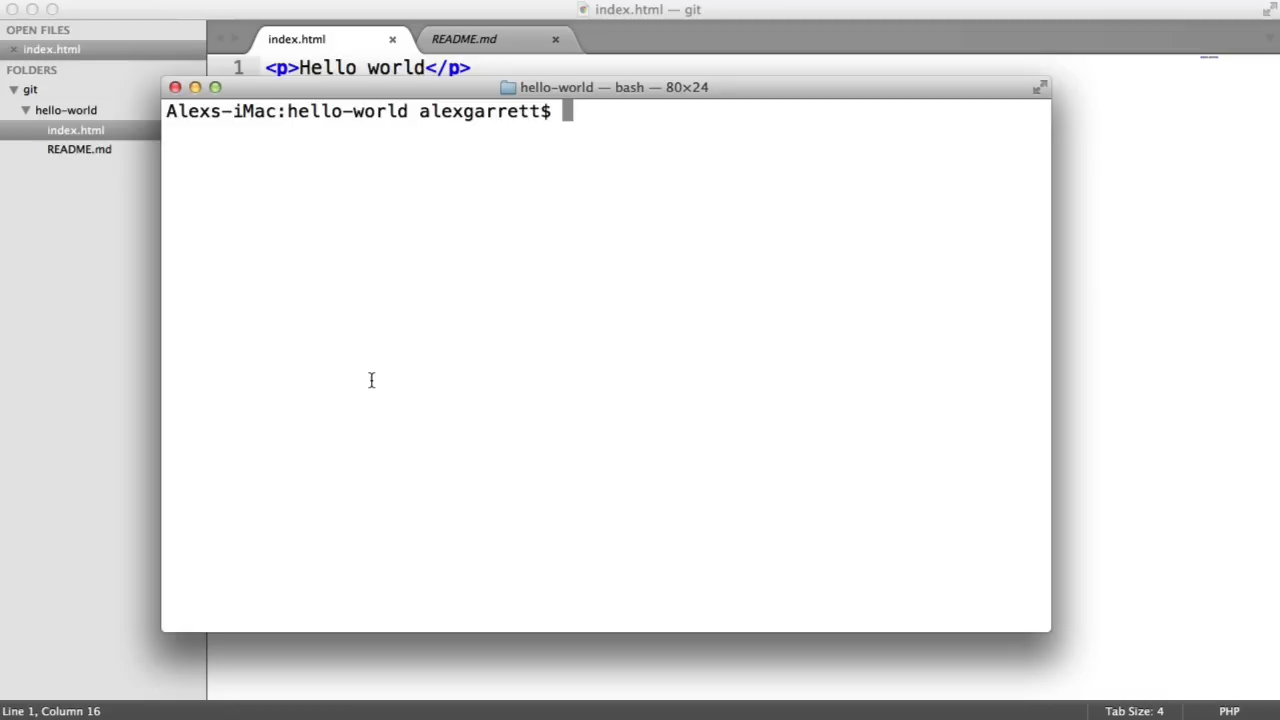 index.html — git
OPEN FILES
× index.html
FOLDERS
git
hello-world
index.html
README.md
index.html ×
README.md ×
1 <p>Hello world</p>
hello-world — bash — 80×24
Alexs-iMac:hello-world alexgarrett$
Line 1, Column 16
Tab Size: 4
PHP